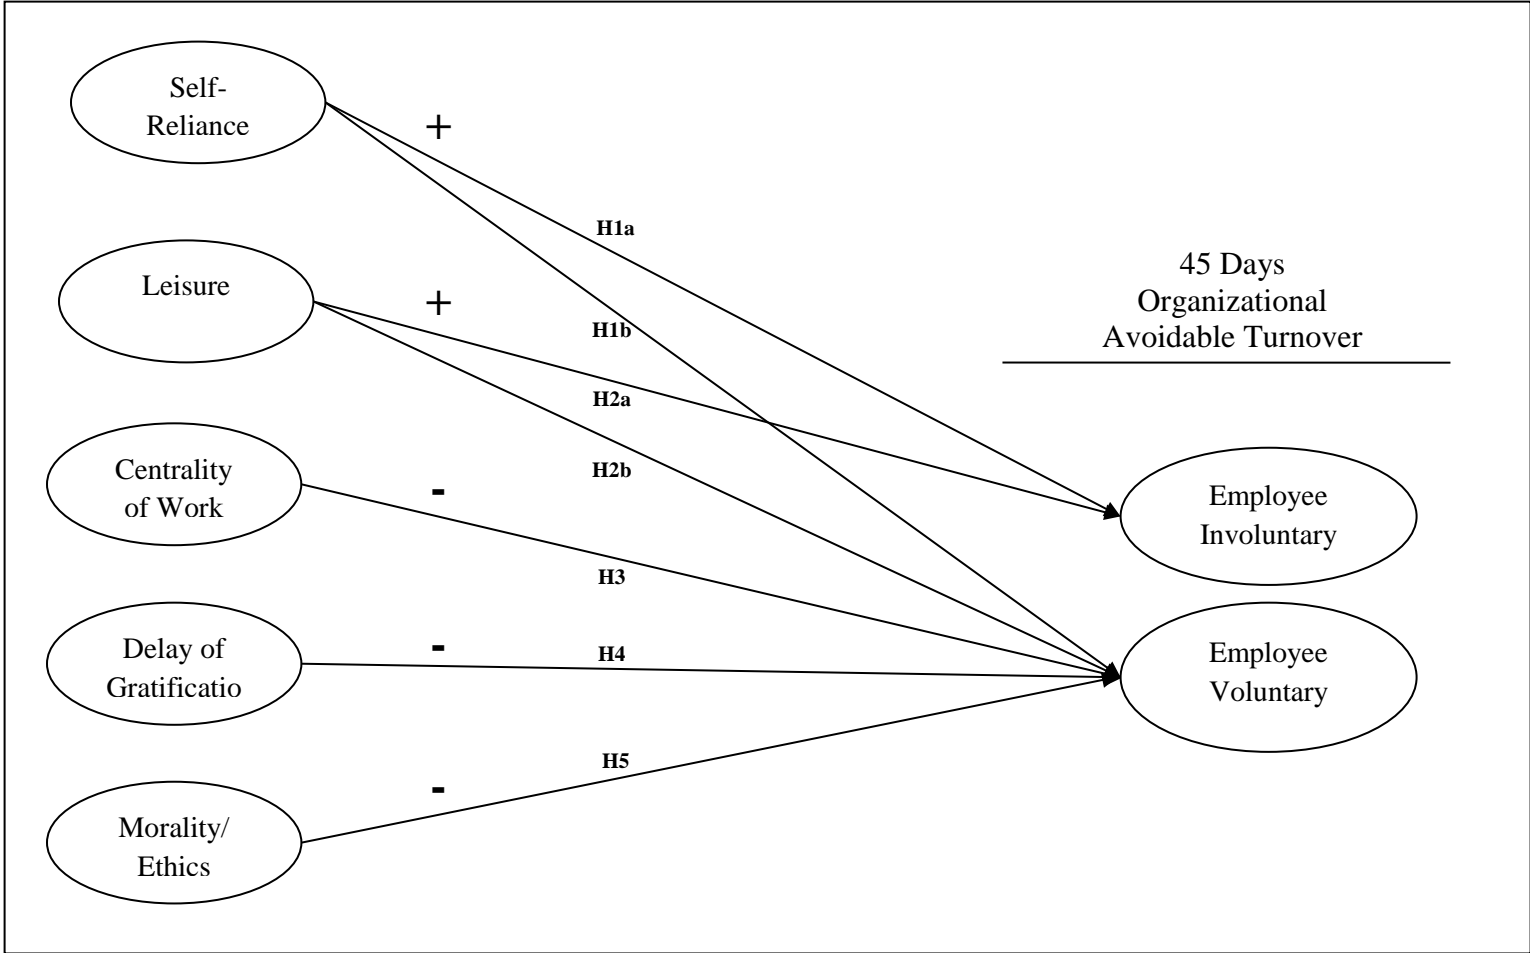 Self-
Reliance
+
H1a
45 Days
Organizational
Avoidable Turnover
Leisure
+
H1b
H2a
Centrality
of Work
-
H2b
Employee
Involuntary
H3
Delay of
Gratificatio
-
H4
Employee
Voluntary
H5
-
Morality/
Ethics